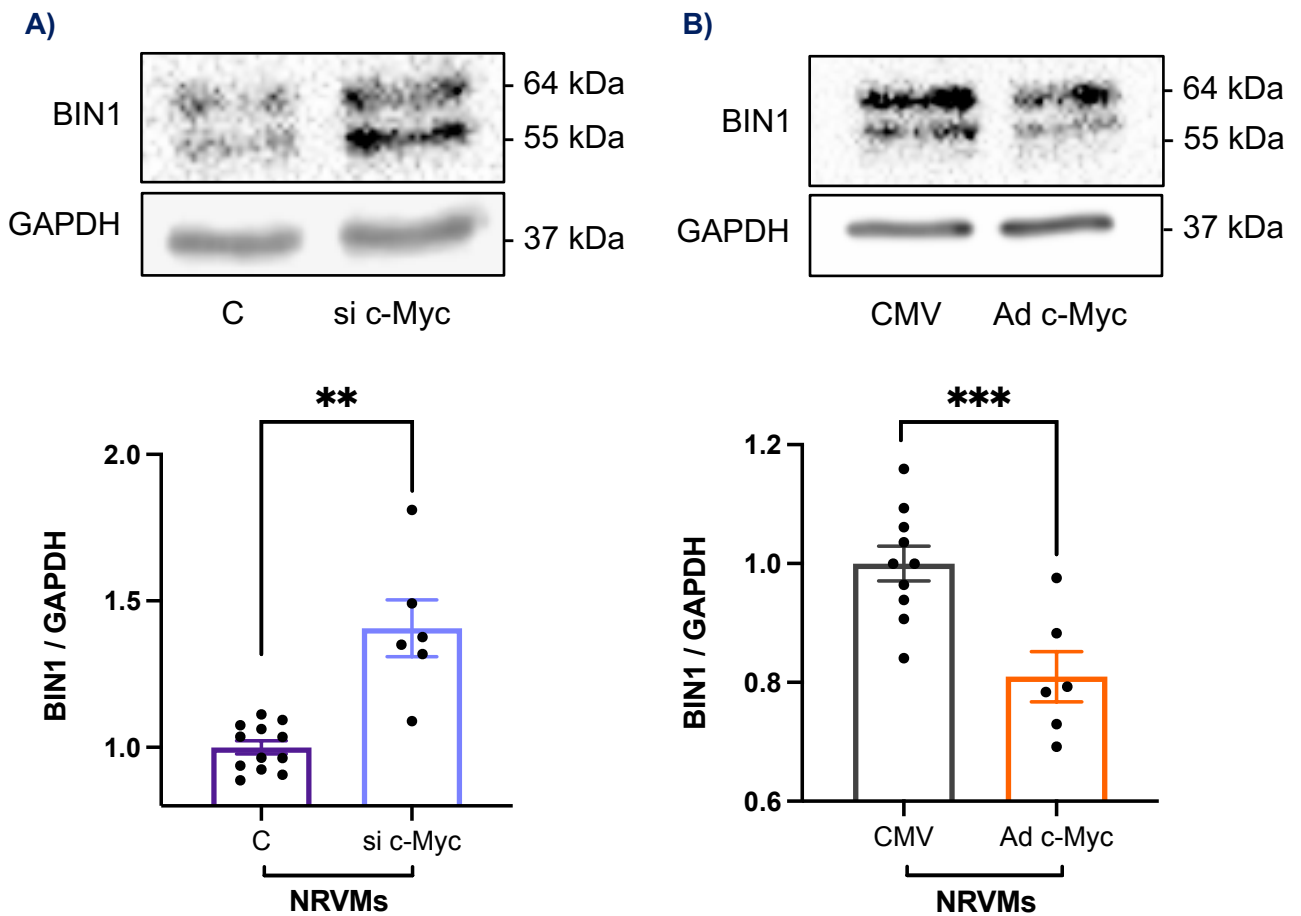 A)
BIN1
64 kDa
55 kDa
GAPDH
37 kDa
C si c-Myc
**
BIN1 / GAPDH
2.0
1.5
1.0
C si c-Myc
NRVMs
B)
BIN1
64 kDa
55 kDa
GAPDH
37 kDa
CMV Ad c-Myc
***
BIN1 / GAPDH
1.2
1.0
0.8
0.6
CMV Ad c-Myc
NRVMs